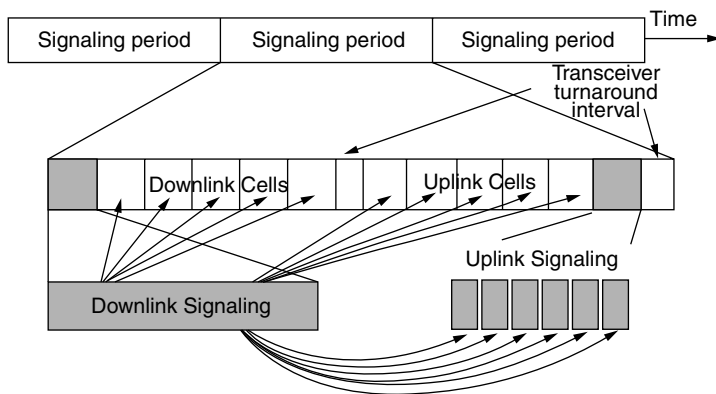 Signaling period Signaling period Signaling period
Time
Transceiver
turnaround
interval
Downlink Cells
Uplink Cells
Uplink Signaling
Downlink Signaling